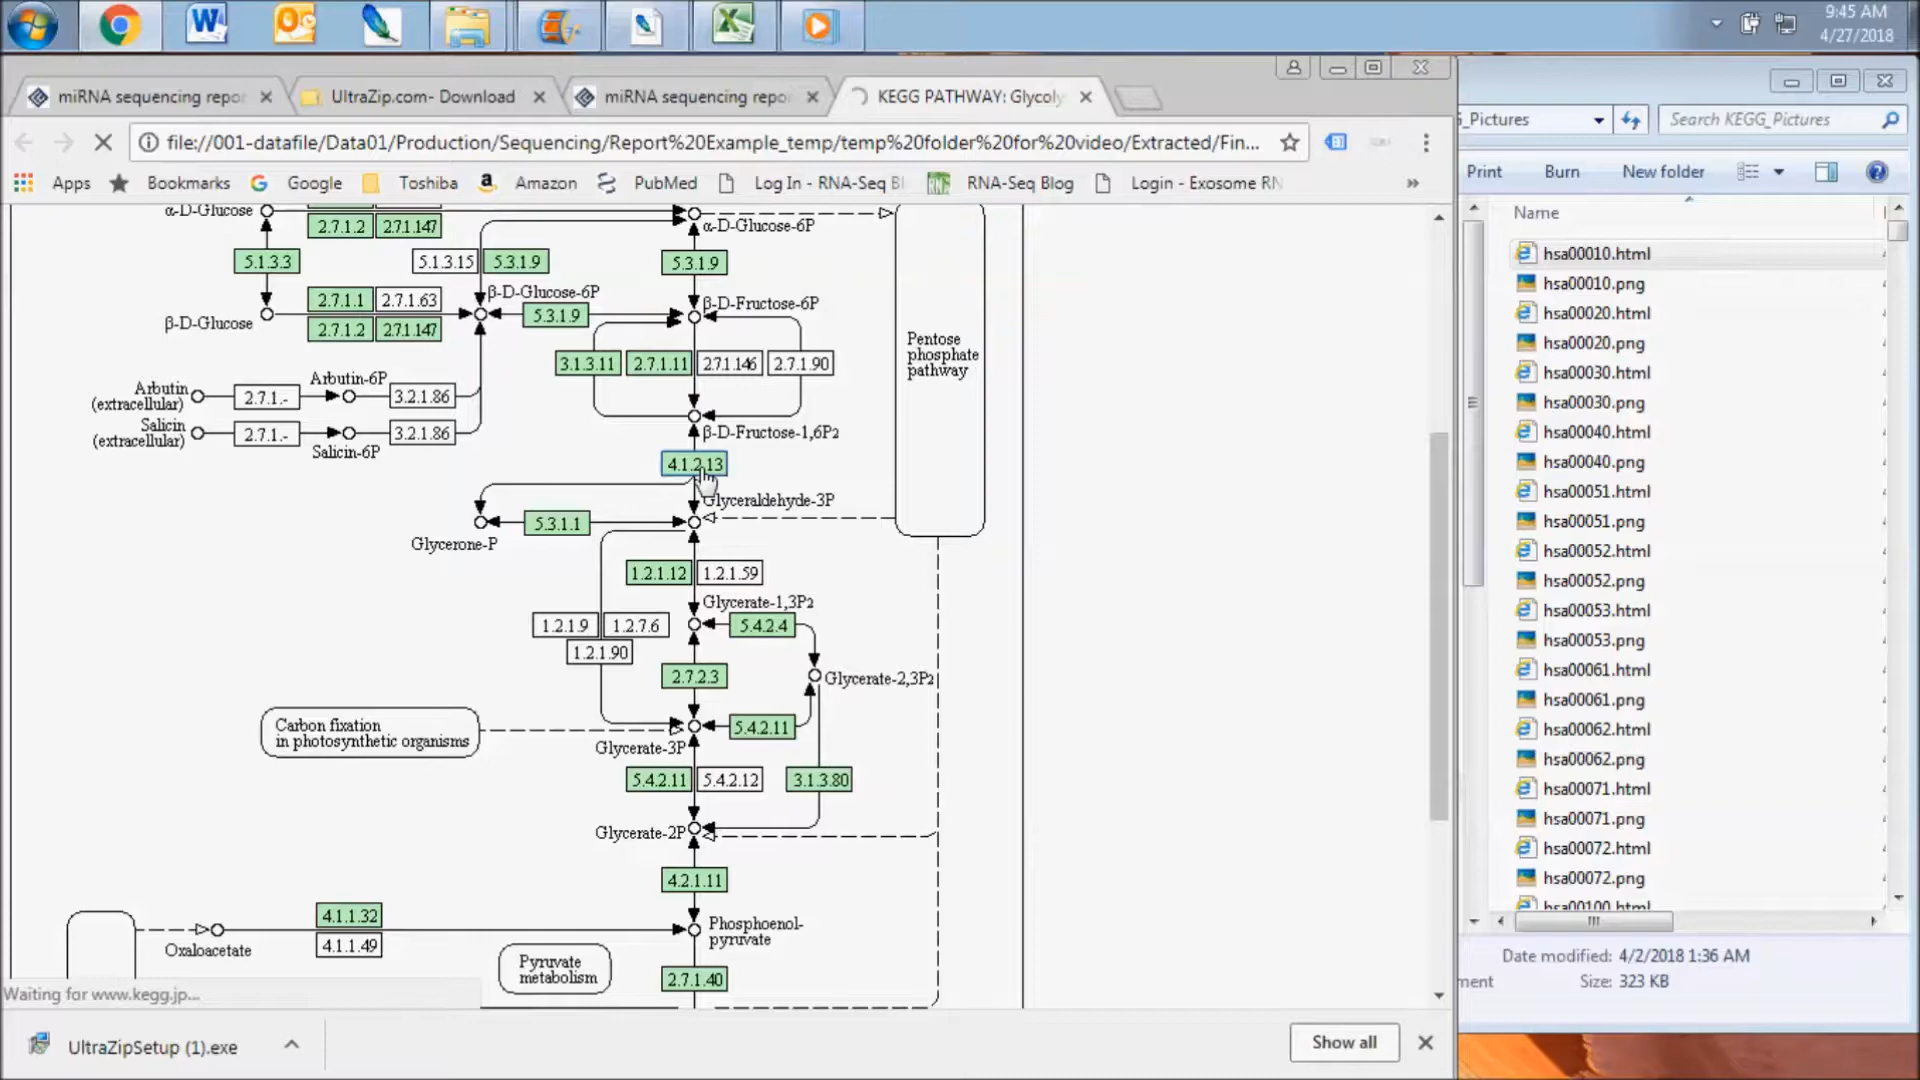 9:45 AM
4/27/2018
miRNA sequencing repo
UltraZip.com- Download
miRNA sequencing repo
KEGG PATHWAY: Glycoly
file://001-datafile/Data01/Production/Sequencing/Report%20Example_temp/temp%20folder%20for%20video/Extracted/Fin...
Apps
Bookmarks
Google
Toshiba
Amazon
PubMed
Log In - RNA-Seq Bl
RNA-Seq Blog
Login - Exosome RN
»
α-D-Glucose
2.7.1.2
2.7.1.147
α-D-Glucose-6P
5.1.3.3
5.1.3.15
5.3.1.9
5.3.1.9
β-D-Glucose-6P
β-D-Fructose-6P
2.7.1.1
2.7.1.63
β-D-Glucose
5.3.1.9
2.7.1.2
2.7.1.147
Pentose
phosphate
pathway
3.1.3.11
2.7.1.11
2.7.1.146
2.7.1.90
Arbutin
(extracellular)
2.7.1.-
Arbutin-6P
3.2.1.86
Salicin
(extracellular)
2.7.1.-
Salicin-6P
3.2.1.86
β-D-Fructose-1,6P2
4.1.2.13
Glyceraldehyde-3P
5.3.1.1
Glycerone-P
1.2.1.12
1.2.1.59
Glycerate-1,3P2
1.2.1.9
1.2.7.6
5.4.2.4
1.2.1.90
2.7.2.3
Glycerate-2,3P2
Carbon fixation
in photosynthetic organisms
5.4.2.11
Glycerate-3P
5.4.2.11
5.4.2.12
3.1.3.80
Glycerate-2P
4.2.1.11
4.1.1.32
Phosphoenol-
pyruvate
4.1.1.49
Oxaloacetate
Pyruvate
metabolism
2.7.1.40
Waiting for www.kegg.jp...
UltraZipSetup (1).exe
Show all
G_Pictures
Search KEGG_Pictures
Print
Burn
New folder
Name
hsa00010.html
hsa00010.png
hsa00020.html
hsa00020.png
hsa00030.html
hsa00030.png
hsa00040.html
hsa00040.png
hsa00051.html
hsa00051.png
hsa00052.html
hsa00052.png
hsa00053.html
hsa00053.png
hsa00061.html
hsa00061.png
hsa00062.html
hsa00062.png
hsa00071.html
hsa00071.png
hsa00072.html
hsa00072.png
hsa00100.html
Date modified: 4/2/2018 1:36 AM
ment
Size: 323 KB